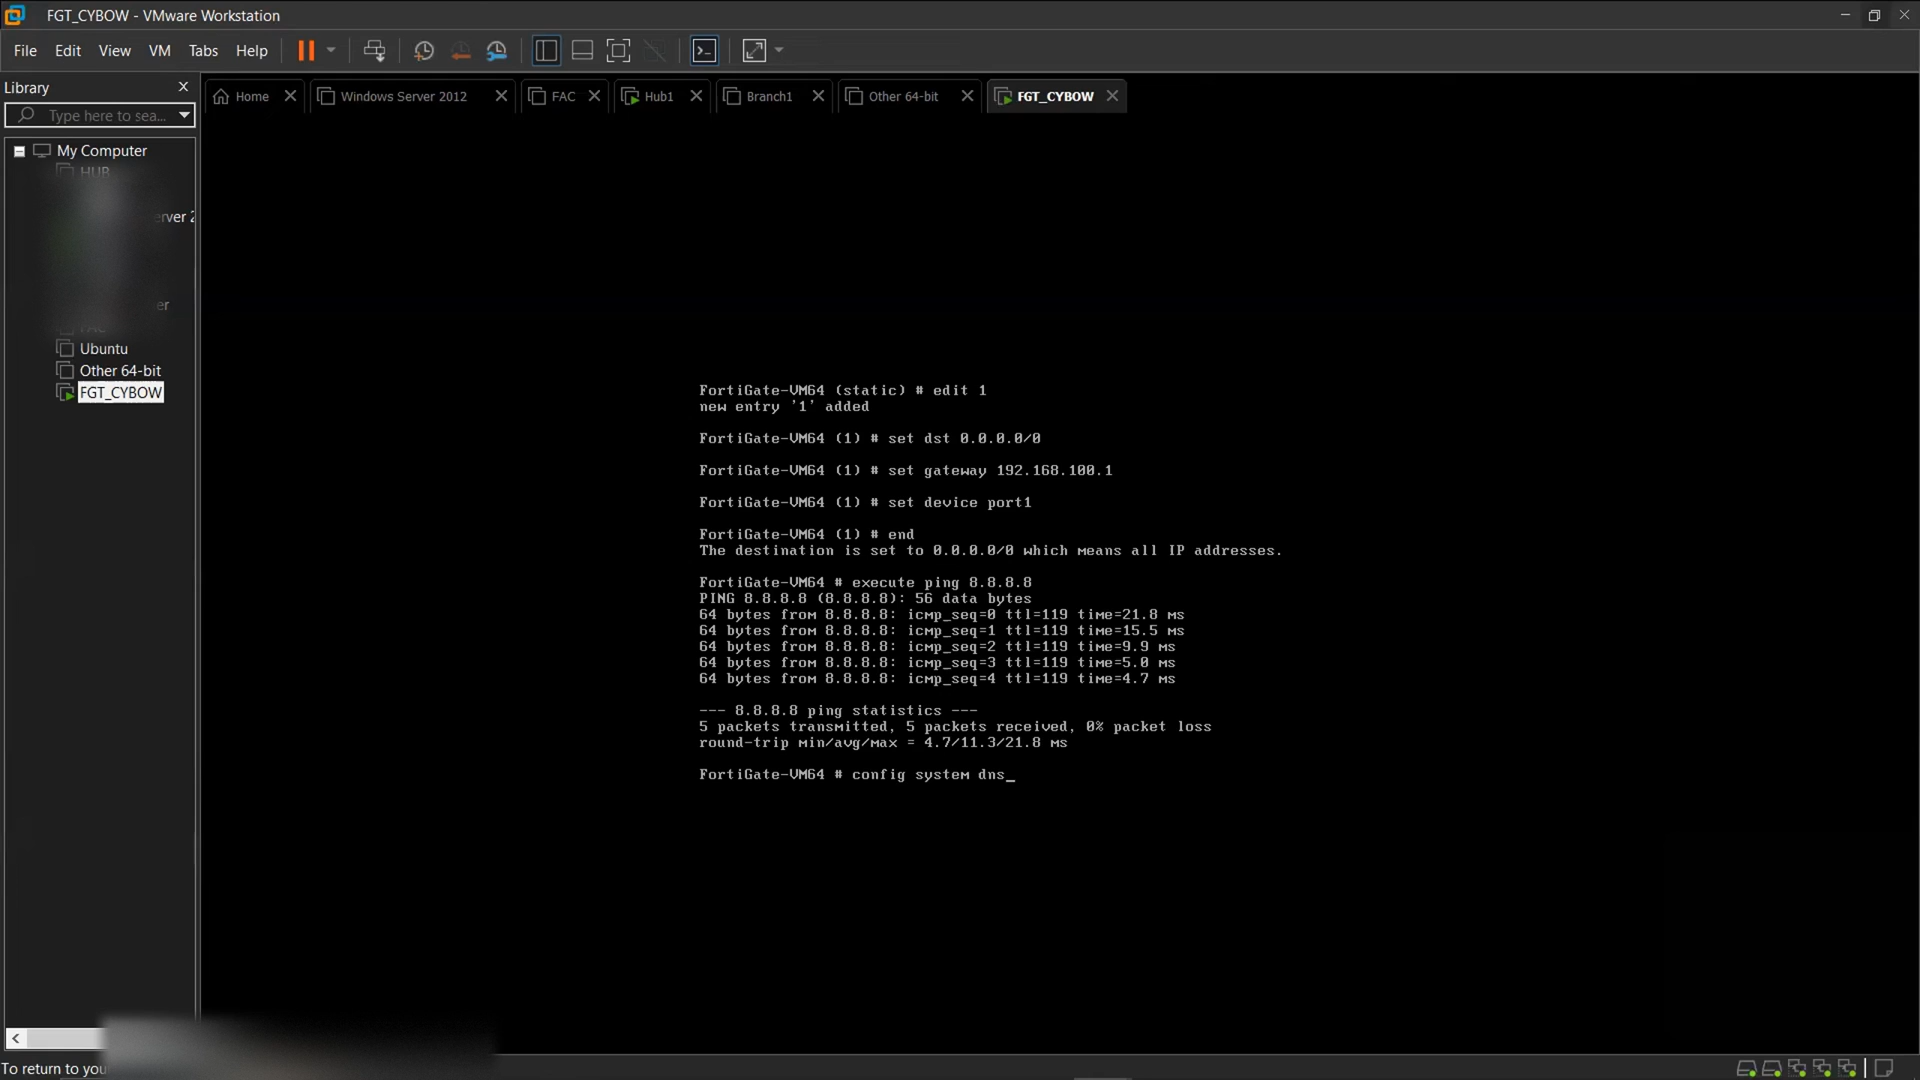 FGT_CYBOW - VMware Workstation
File Edit View VM Tabs Help
Library
Type here to sea...
Home Windows Server 2012 FAC Hub1 Branch1 Other 64-bit FGT_CYBOW
My Computer
HUB
erver 2
er
FAC
Ubuntu
Other 64-bit
FGT_CYBOW
FortiGate-VM64 (static) # edit 1
new entry '1' added
FortiGate-VM64 (1) # set dst 0.0.0.0/0
FortiGate-VM64 (1) # set gateway 192.168.100.1
FortiGate-VM64 (1) # set device port1
FortiGate-VM64 (1) # end
The destination is set to 0.0.0.0/0 which means all IP addresses.
FortiGate-VM64 # execute ping 8.8.8.8
PING 8.8.8.8 (8.8.8.8): 56 data bytes
64 bytes from 8.8.8.8: icmp_seq=0 ttl=119 time=21.8 ms
64 bytes from 8.8.8.8: icmp_seq=1 ttl=119 time=15.5 ms
64 bytes from 8.8.8.8: icmp_seq=2 ttl=119 time=9.9 ms
64 bytes from 8.8.8.8: icmp_seq=3 ttl=119 time=5.0 ms
64 bytes from 8.8.8.8: icmp_seq=4 ttl=119 time=4.7 ms
--- 8.8.8.8 ping statistics ---
5 packets transmitted, 5 packets received, 0% packet loss
round-trip min/avg/max = 4.7/11.3/21.8 ms
FortiGate-VM64 # config system dns_
To return to you